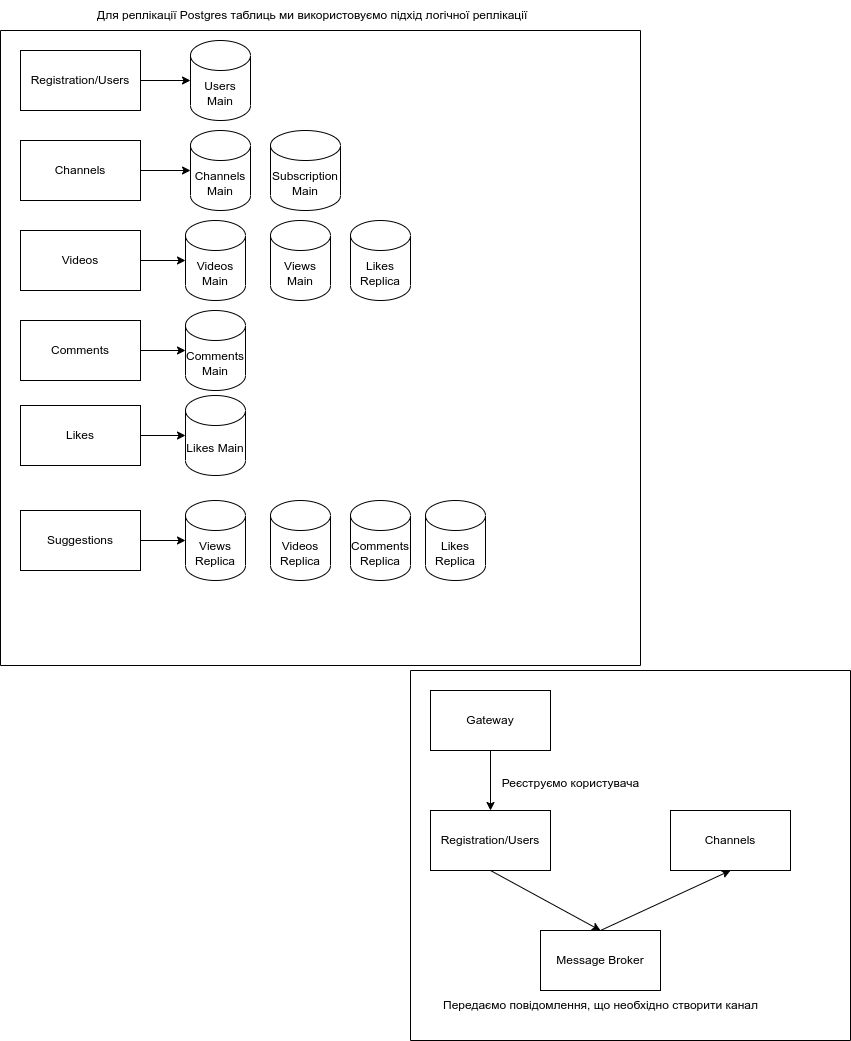 Для реплікації Postgres таблиць ми використовуємо підхід логічної реплікації
Registration/Users
Users
Main
Channels
Channels
Main
Subscription
Main
Videos
Videos
Main
Views
Main
Likes
Replica
Comments
Comments
Main
Likes
Likes Main
Suggestions
Views
Replica
Videos
Replica
Comments
Replica
Likes
Replica
Gateway
Реєструємо користувача
Registration/Users
Channels
Message Broker
Передаємо повідомлення, що необхідно створити канал